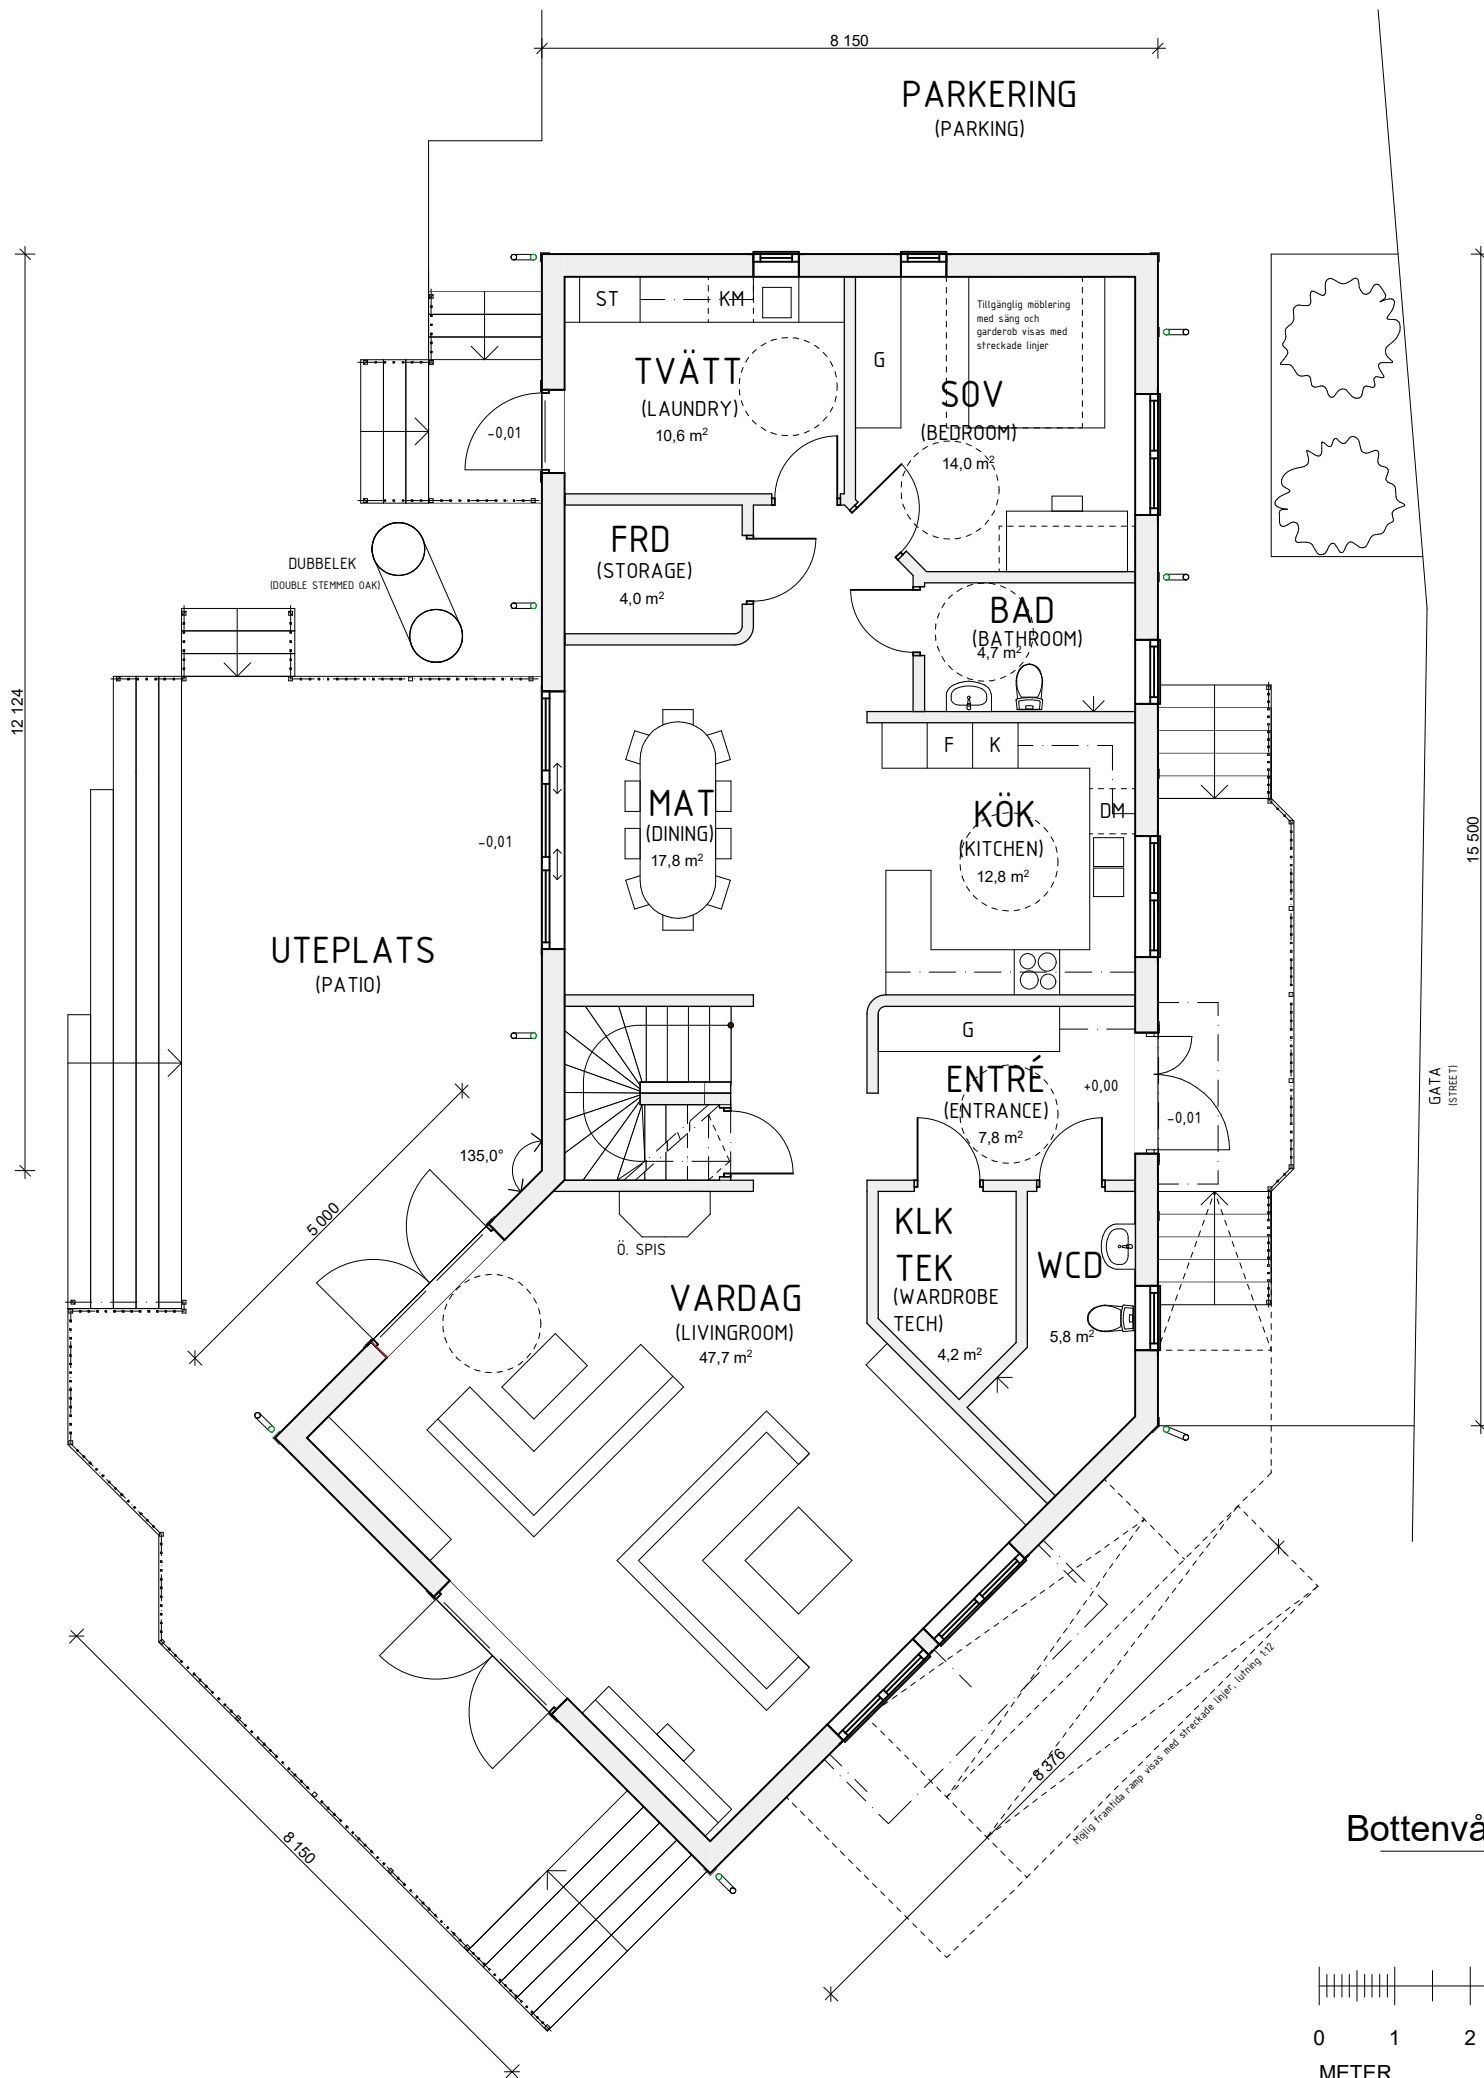 8 150
PARKERING
(PARKING)
ST
KM
TVÄTT
(LAUNDRY)
10,6 m²
G
Tillgänglig möblering
med säng och
garderob visas med
streckade linjer
SOV
(BEDROOM)
14,0 m²
-0,01
FRD
(STORAGE)
4,0 m²
DUBBELEK
(DOUBLE STEMMED OAK)
BAD
(BATHROOM)
4,7 m²
12 124
F
K
MAT
(DINING)
17,8 m²
KÖK
(KITCHEN)
12,8 m²
DM
-0,01
15 500
UTEPLATS
(PATIO)
G
ENTRÉ
(ENTRANCE)
7,8 m²
+0,00
-0,01
GATA
(STREET)
135,0°
5 000
Ö. SPIS
KLK
TEK
(WARDROBE
TECH)
4,2 m²
WCD
5,8 m²
VARDAG
(LIVINGROOM)
47,7 m²
8 376
Möjlig framtida ramp visas med streckade linjer, lutning 1:12
8 150
Bottenvå
0 1 2
METER